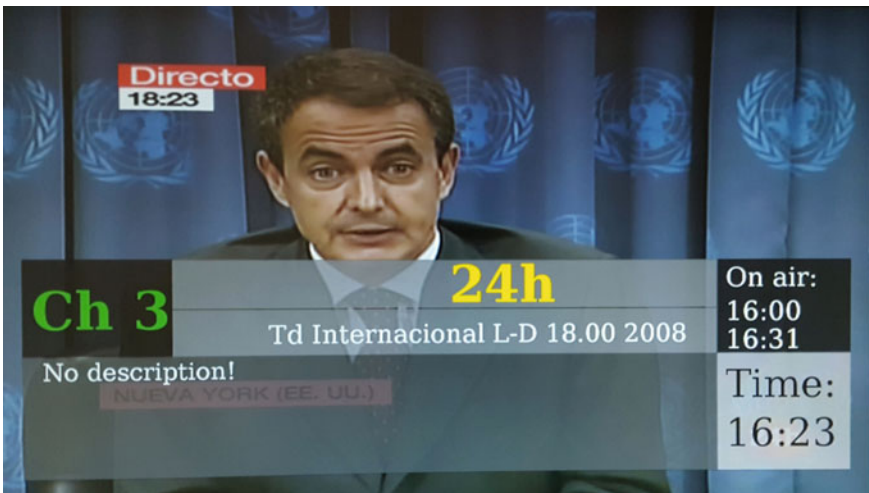 Directo
18:23
Ch 3
24h
Td Internacional L-D 18.00 2008
On air:
16:00
16:31
No description!
NUEVA YORK (EE. UU.)
Time:
16:23